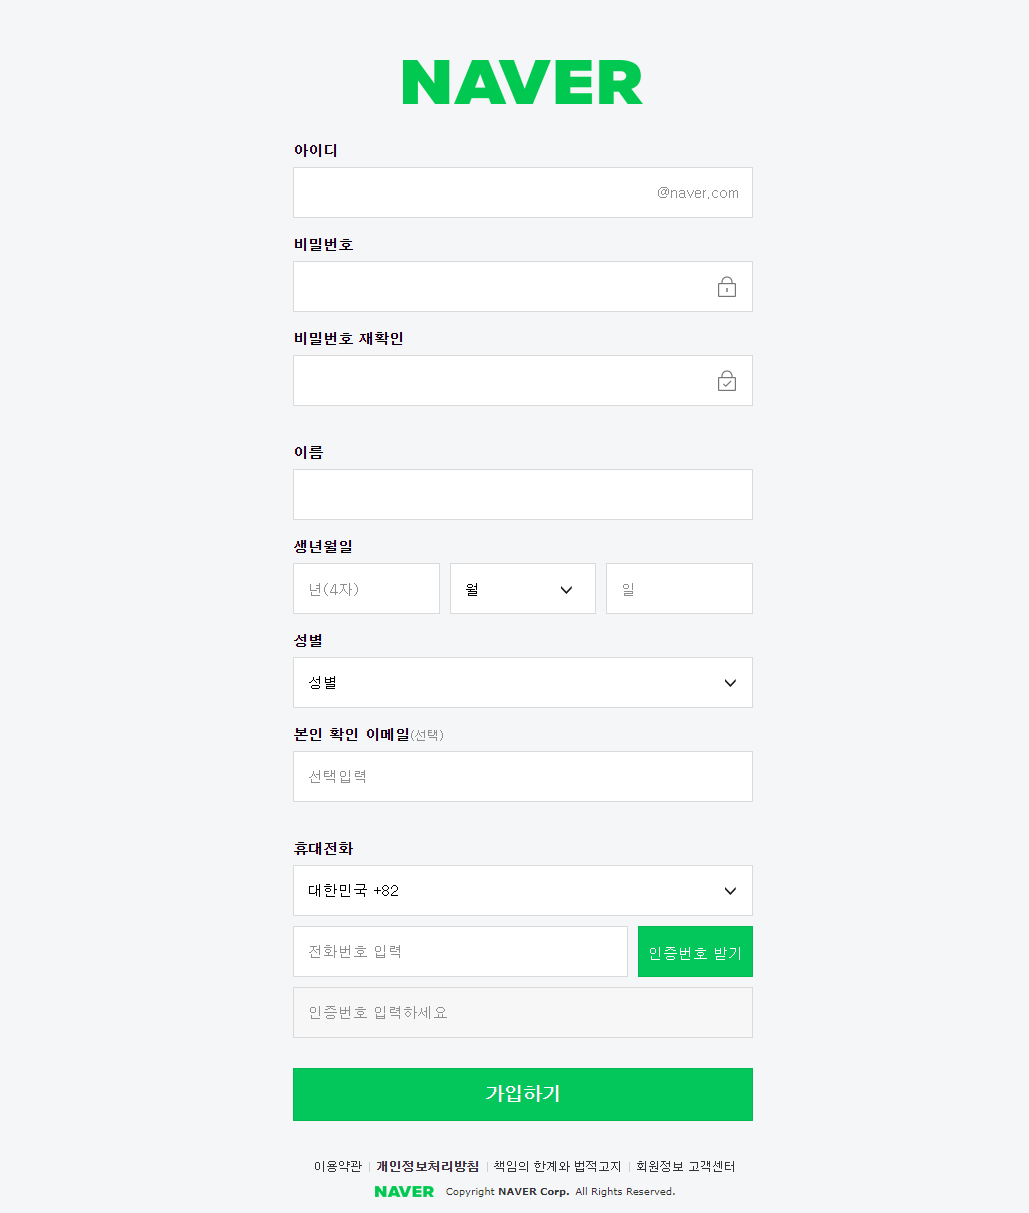 NAVER
아이디
@naver.com
비밀번호
비밀번호 재확인
이름
생년월일
년(4자) 월 일
성별
성별
본인 확인 이메일(선택)
선택입력
휴대전화
대한민국 +82
전화번호 입력 인증번호 받기
인증번호 입력하세요
가입하기
이용약관 | 개인정보처리방침 | 책임의 한계와 법적고지 | 회원정보 고객센터
NAVER Copyright NAVER Corp. All Rights Reserved.